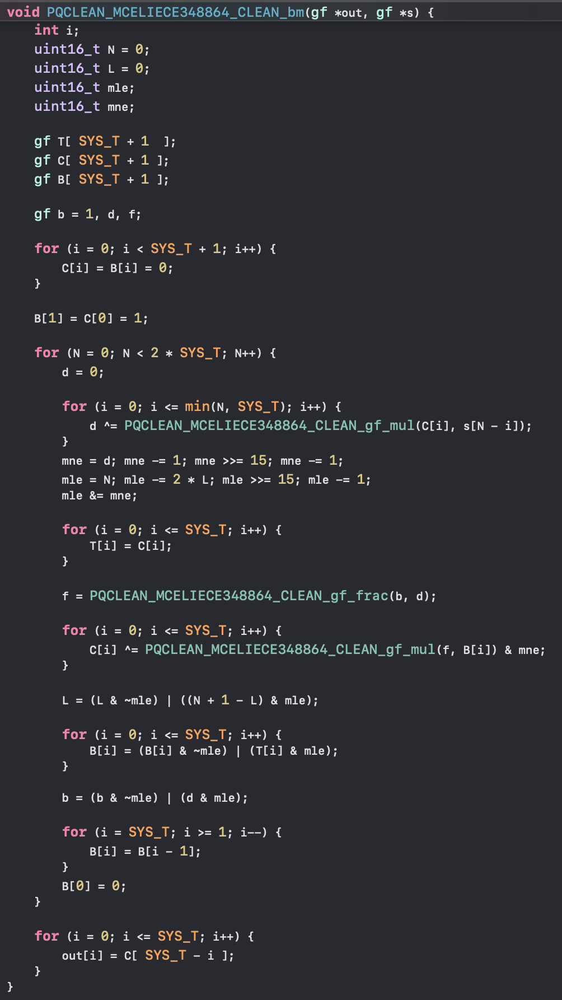 void PQCLEAN_MCELIECE348864_CLEAN_bm(gf *out, gf *s) {
    int i;
    uint16_t N = 0;
    uint16_t L = 0;
    uint16_t mle;
    uint16_t mne;

    gf T[ SYS_T + 1  ];
    gf C[ SYS_T + 1 ];
    gf B[ SYS_T + 1 ];

    gf b = 1, d, f;

    for (i = 0; i < SYS_T + 1; i++) {
        C[i] = B[i] = 0;
    }

    B[1] = C[0] = 1;

    for (N = 0; N < 2 * SYS_T; N++) {
        d = 0;

        for (i = 0; i <= min(N, SYS_T); i++) {
            d ^= PQCLEAN_MCELIECE348864_CLEAN_gf_mul(C[i], s[N - i]);
        }
        mne = d; mne -= 1; mne >>= 15; mne -= 1;
        mle = N; mle -= 2 * L; mle >>= 15; mle -= 1;
        mle &= mne;

        for (i = 0; i <= SYS_T; i++) {
            T[i] = C[i];
        }

        f = PQCLEAN_MCELIECE348864_CLEAN_gf_frac(b, d);

        for (i = 0; i <= SYS_T; i++) {
            C[i] ^= PQCLEAN_MCELIECE348864_CLEAN_gf_mul(f, B[i]) & mne;
        }

        L = (L & ~mle) | ((N + 1 - L) & mle);

        for (i = 0; i <= SYS_T; i++) {
            B[i] = (B[i] & ~mle) | (T[i] & mle);
        }

        b = (b & ~mle) | (d & mle);

        for (i = SYS_T; i >= 1; i--) {
            B[i] = B[i - 1];
        }
        B[0] = 0;
    }

    for (i = 0; i <= SYS_T; i++) {
        out[i] = C[ SYS_T - i ];
    }
}